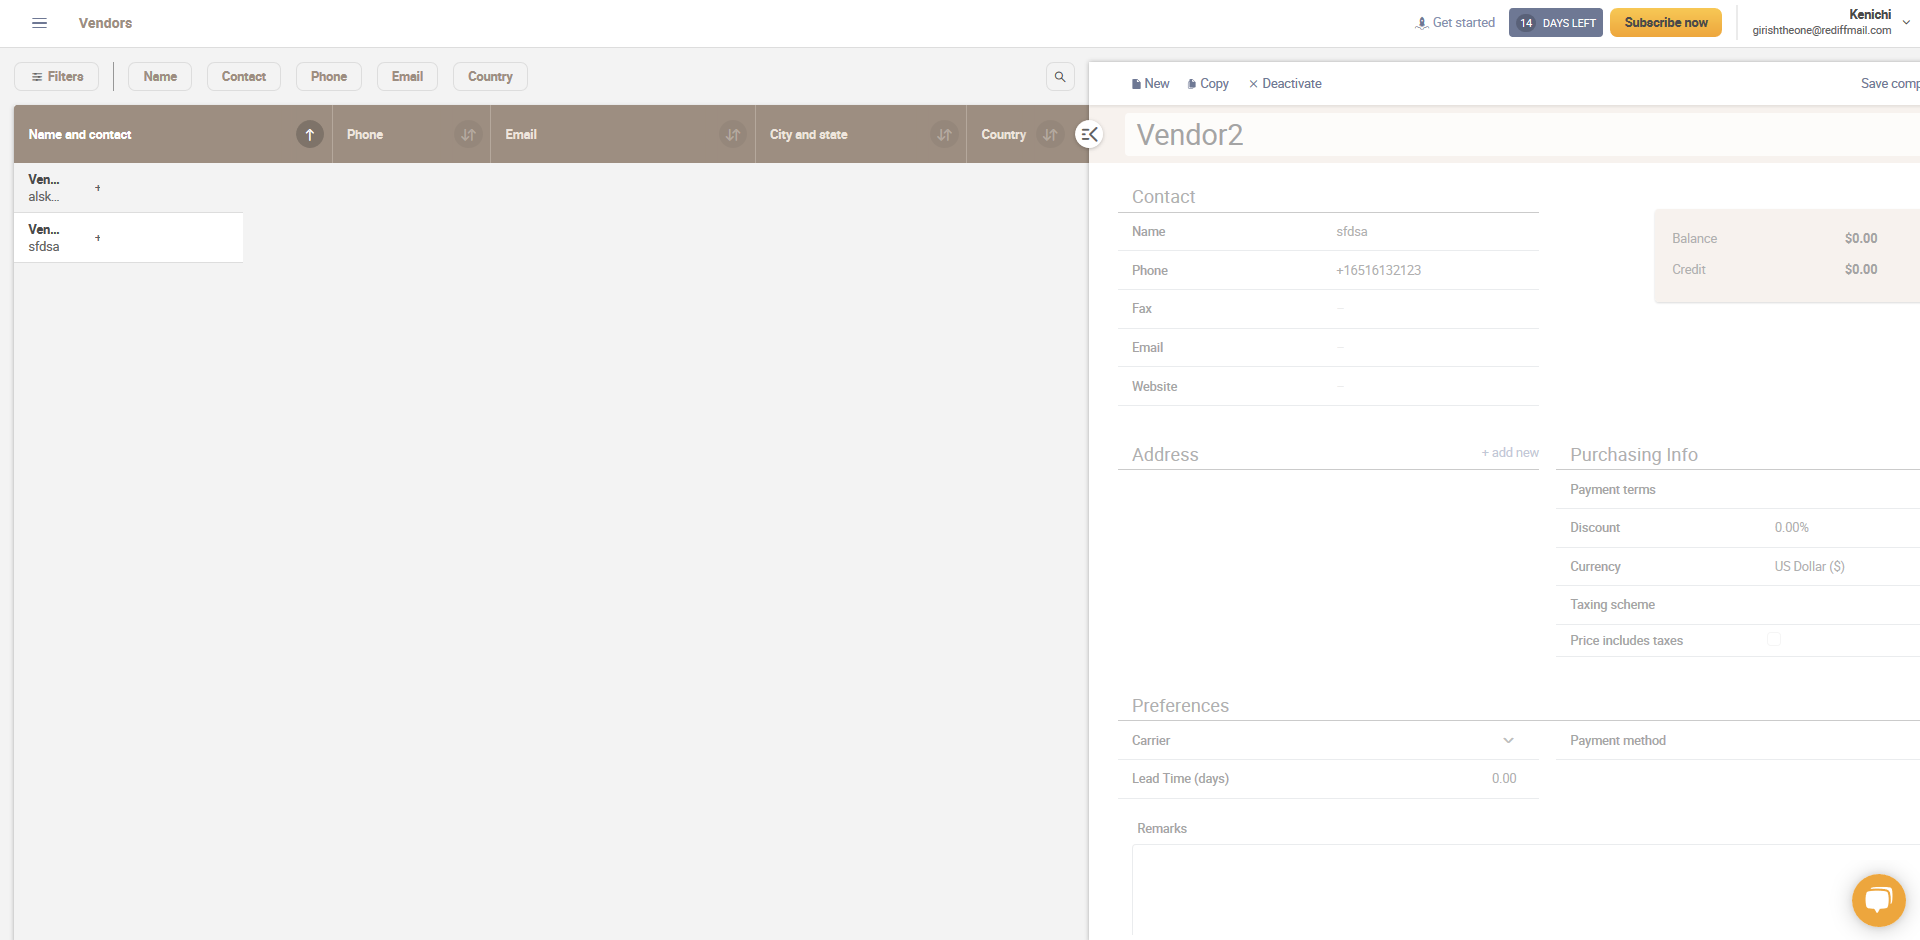 Vendors
Get started
14 DAYS LEFT
Subscribe now
Kenichi
girishtheone@rediffmail.com
Filters
Name
Contact
Phone
Email
Country
New
Copy
Deactivate
Save comp
Name and contact
Phone
Email
City and state
Country
Vendor2
Ven...
alsk...
+
Ven...
sfdsa
+
Contact
Name sfdsa
Phone +16516132123
Fax –
Email –
Website –
Balance $0.00
Credit $0.00
Address
+ add new
Purchasing Info
Payment terms
Discount 0.00%
Currency US Dollar ($)
Taxing scheme
Price includes taxes
Preferences
Carrier
Payment method
Lead Time (days) 0.00
Remarks